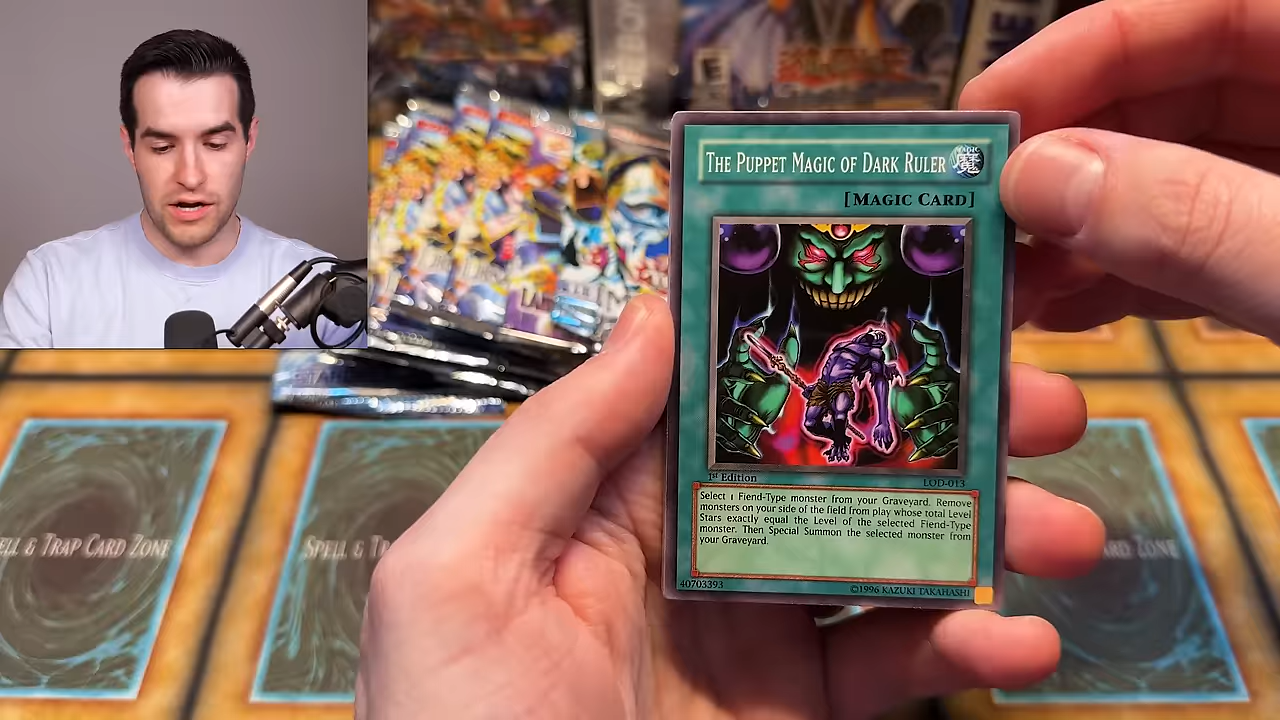 THE PUPPET MAGIC OF DARK RULER
MAGIC
魔
[MAGIC CARD]
1st Edition
LOD-013
Select 1 Fiend-Type monster from your Graveyard. Remove
monsters on your side of the field from play whose total Level
Stars exactly equal the Level of the selected Fiend-Type
monster. Then Special Summon the selected monster from
your Graveyard.
40703393
©1996 KAZUKI TAKAHASHI
ELL & TRAP CARD ZONE
SPELL & TR
ARD ZONE